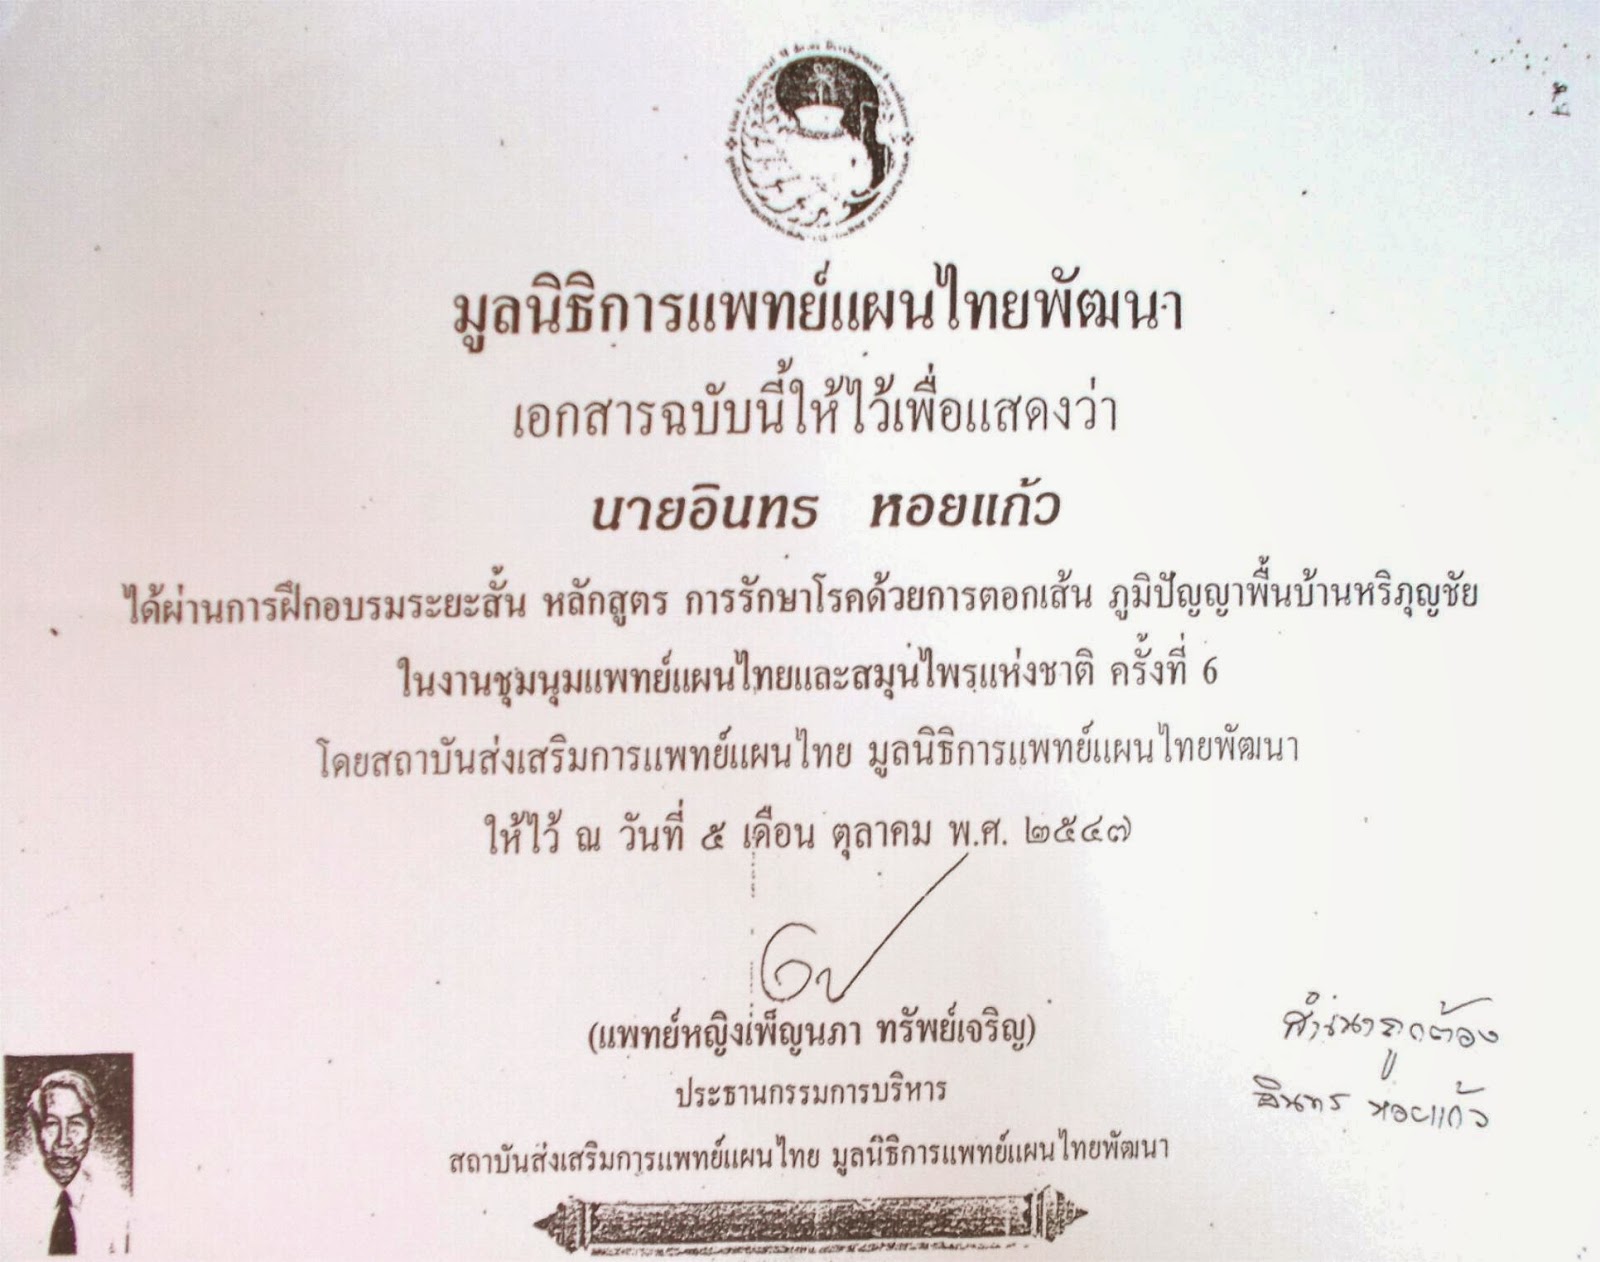 Thai Traditional Medicine Development Foundation
มูลนิธิการแพทย์แผนไทยพัฒนา
เอกสารฉบับนี้ให้ไว้เพื่อแสดงว่า
นายอินทร หอยแก้ว
ได้ผ่านการฝึกอบรมระยะสั้น หลักสูตร การรักษาโรคด้วยการตอกเส้น ภูมิปัญญาพื้นบ้านหริภุญชัย
ในงานชุมนุมแพทย์แผนไทยและสมุนไพรแห่งชาติ ครั้งที่ 6
โดยสถาบันส่งเสริมการแพทย์แผนไทย มูลนิธิการแพทย์แผนไทยพัฒนา
ให้ไว้ ณ วันที่ ๕ เดือน ตุลาคม พ.ศ. ๒๕๔๗
(แพทย์หญิงเพ็ญนภา ทรัพย์เจริญ)
ประธานกรรมการบริหาร
สถาบันส่งเสริมการแพทย์แผนไทย มูลนิธิการแพทย์แผนไทยพัฒนา
สำเนาถูกต้อง
อินทร หอยแก้ว